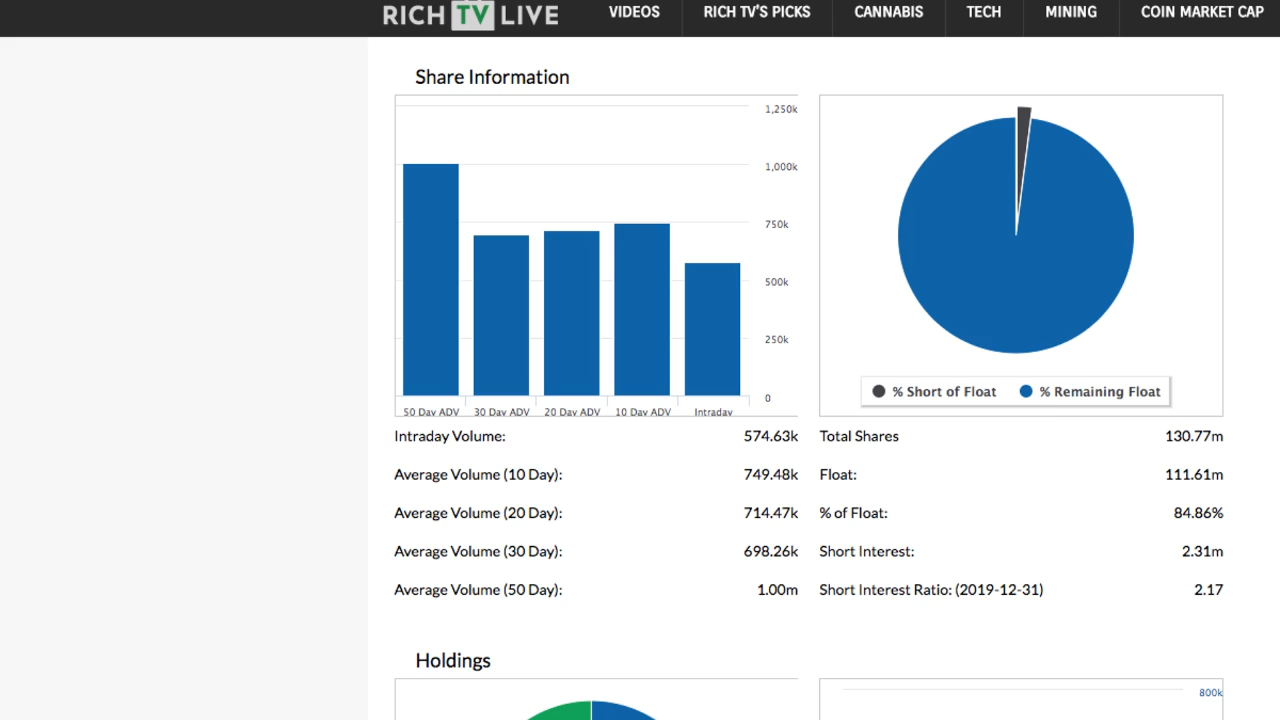 RICH TV LIVE VIDEOS RICH TV'S PICKS CANNABIS TECH MINING COIN MARKET CAP
Share Information
1,250k
1,000k
750k
500k
250k
0
50 Day ADV 30 Day ADV 20 Day ADV 10 Day ADV Intraday
% Short of Float % Remaining Float
Intraday Volume: 574.63k
Average Volume (10 Day): 749.48k
Average Volume (20 Day): 714.47k
Average Volume (30 Day): 698.26k
Average Volume (50 Day): 1.00m
Total Shares 130.77m
Float: 111.61m
% of Float: 84.86%
Short Interest: 2.31m
Short Interest Ratio: (2019-12-31) 2.17
Holdings
800k